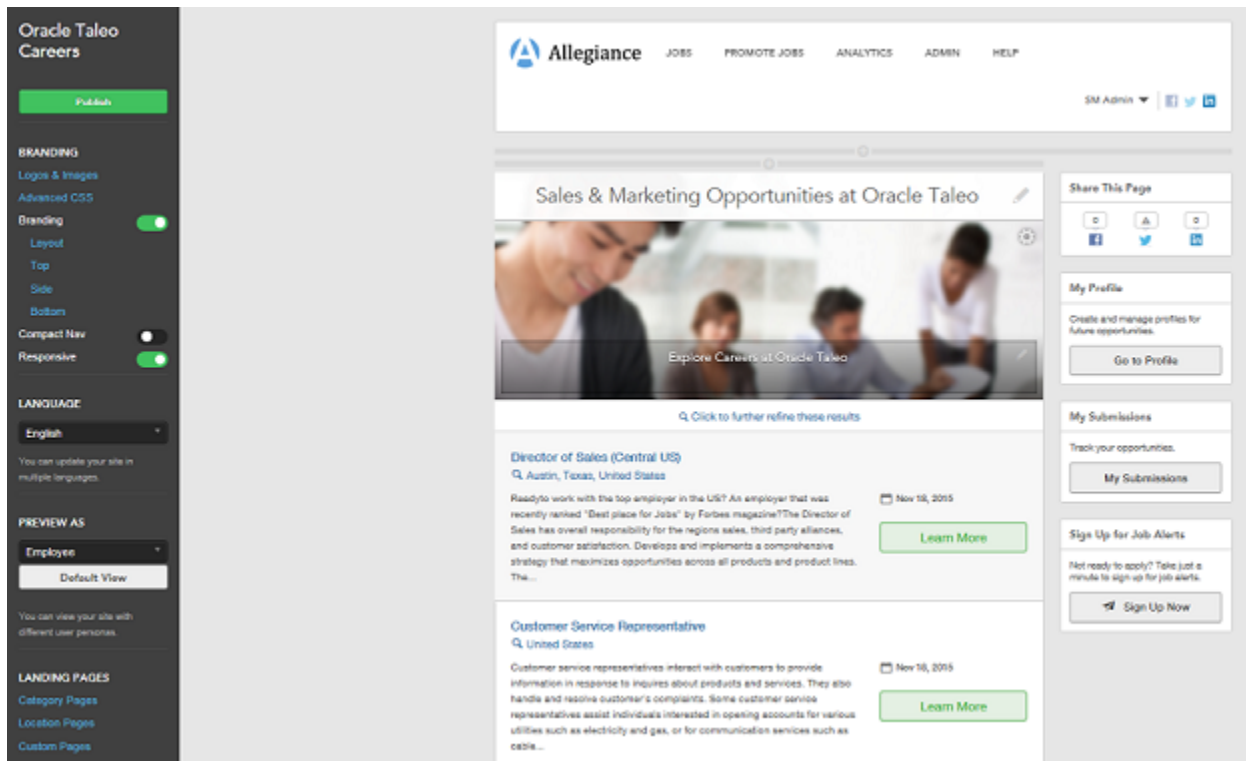 Oracle Taleo
Careers
Publish
BRANDING
Logos & Images
Advanced CSS
Branding
Layout
Top
Side
Bottom
Compact Nav
Responsive
LANGUAGE
English
You can update your site in
multiple languages.
PREVIEW AS
Employee
Default View
You can view your site with
different user personas.
LANDING PAGES
Category Pages
Location Pages
Custom Pages
Allegiance
JOBS
PROMOTE JOBS
ANALYTICS
ADMIN
HELP
SM Admin
Sales & Marketing Opportunities at Oracle Taleo
Explore Careers at Oracle Taleo
Click to further refine these results
Director of Sales (Central US)
Austin, Texas, United States
Readyto work with the top employer in the US? An employer that was
recently ranked "Best place for Jobs" by Forbes magazine?The Director of
Sales has overall responsibility for the regions sales, third party alliances,
and customer satisfaction. Develops and implements a comprehensive
strategy that maximizes opportunities across all products and product lines.
The...
Nov 18, 2015
Learn More
Customer Service Representative
United States
Customer service representatives interact with customers to provide
information in response to inquires about products and services. They also
handle and resolve customer's complaints. Some customer service
representatives assist individuals interested in opening accounts for various
utilities such as electricity and gas, or for communication services such as
cable...
Nov 18, 2015
Learn More
Share This Page
0
0
My Profile
Create and manage profiles for
future opportunities.
Go to Profile
My Submissions
Track your opportunities.
My Submissions
Sign Up for Job Alerts
Not ready to apply? Take just a
minute to sign up for job alerts.
Sign Up Now